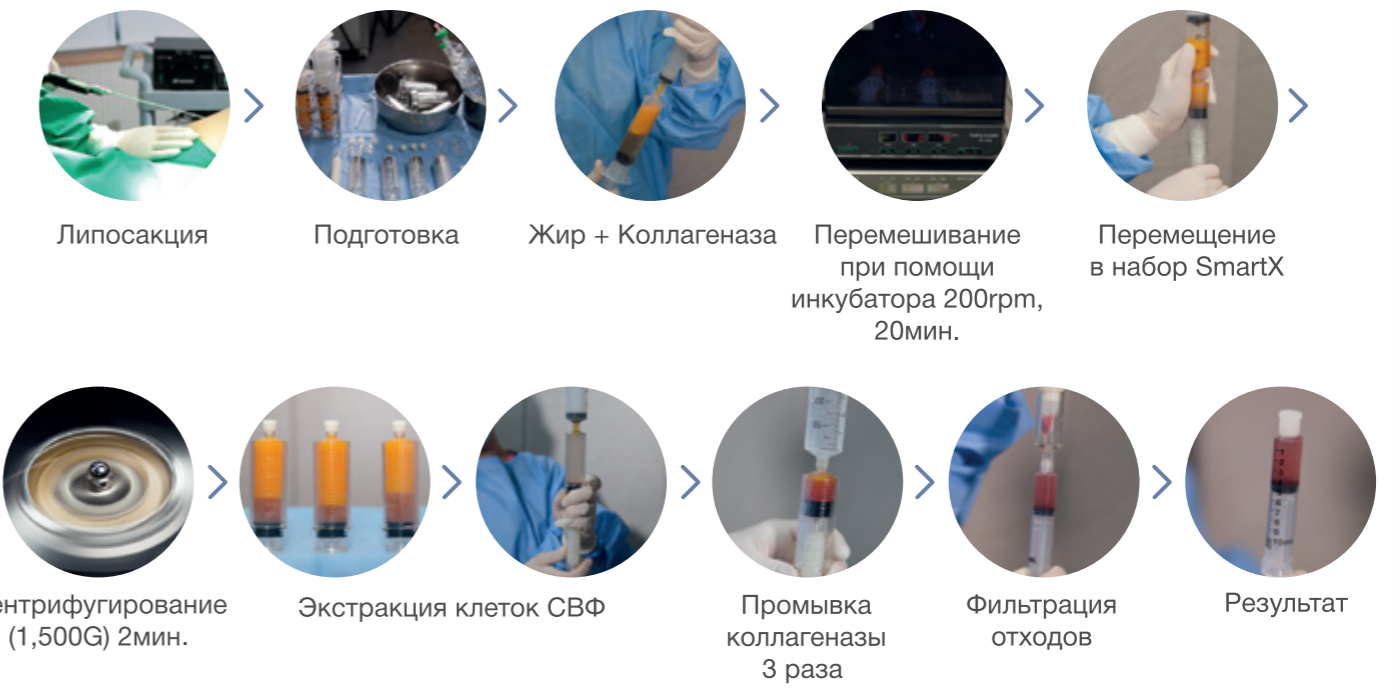 Липосакция
Подготовка
Жир + Коллагеназа
Перемешивание
при помощи
инкубатора 200rpm,
20мин.
Перемещение
в набор SmartX
ентрифугирование
(1,500G) 2мин.
Экстракция клеток СВФ
Промывка
коллагеназы
3 раза
Фильтрация
отходов
Результат